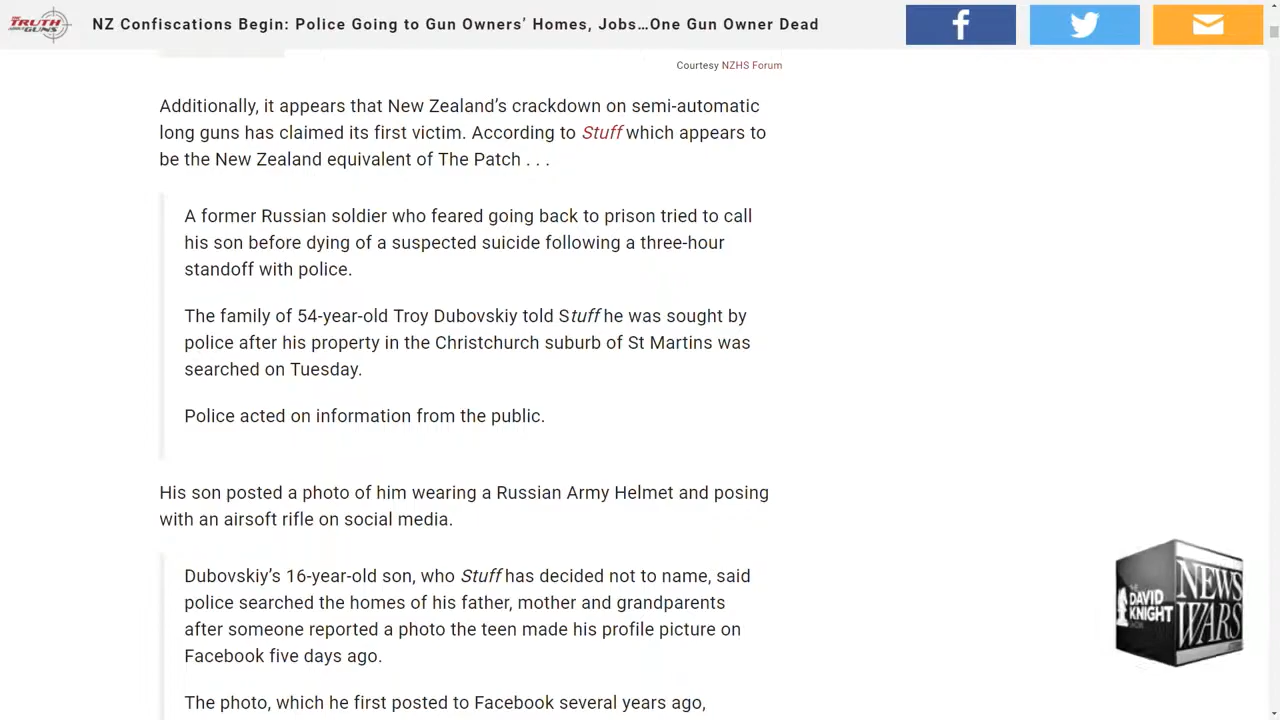 THE TRUTH ABOUT GUNS
NZ Confiscations Begin: Police Going to Gun Owners’ Homes, Jobs…One Gun Owner Dead
Courtesy NZHS Forum
Additionally, it appears that New Zealand’s crackdown on semi-automatic
long guns has claimed its first victim. According to Stuff which appears to
be the New Zealand equivalent of The Patch . . .
A former Russian soldier who feared going back to prison tried to call
his son before dying of a suspected suicide following a three-hour
standoff with police.
The family of 54-year-old Troy Dubovskiy told Stuff he was sought by
police after his property in the Christchurch suburb of St Martins was
searched on Tuesday.
Police acted on information from the public.
His son posted a photo of him wearing a Russian Army Helmet and posing
with an airsoft rifle on social media.
Dubovskiy’s 16-year-old son, who Stuff has decided not to name, said
police searched the homes of his father, mother and grandparents
after someone reported a photo the teen made his profile picture on
Facebook five days ago.
The photo, which he first posted to Facebook several years ago,
THE
DAVID
KNIGHT
SHOW
NEWS
WARS